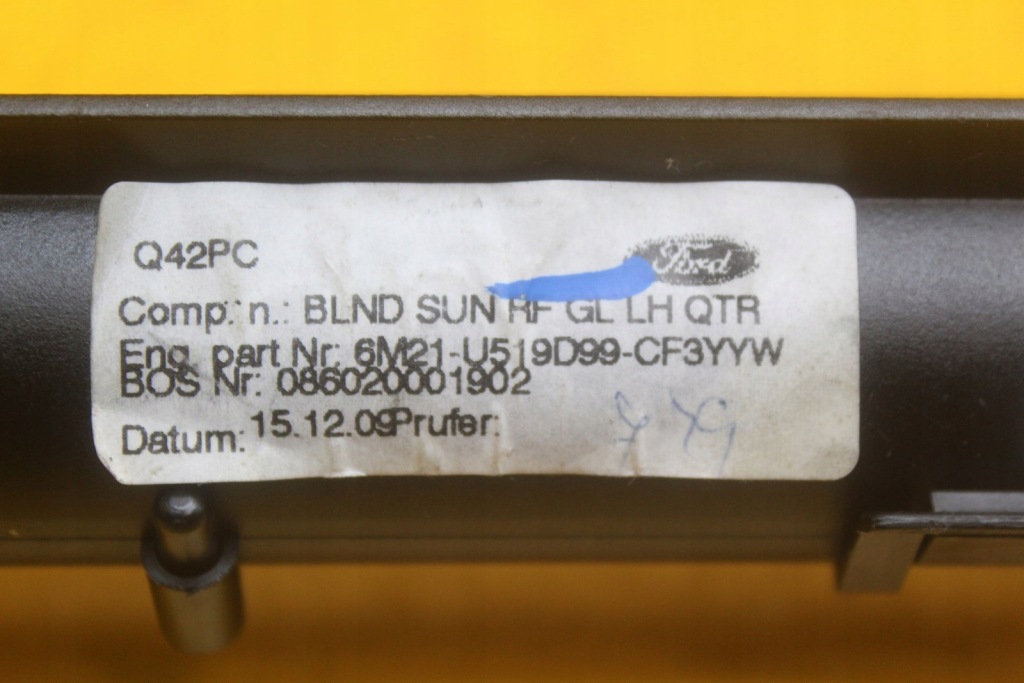 Q42PC
Ford
Comp. n.: BLND SUN RF GL LH QTR
Eng. part Nr: 6M21-U519D99-CF3YYW
BOS Nr: 086020001902
Datum: 15.12.09 Prufer: